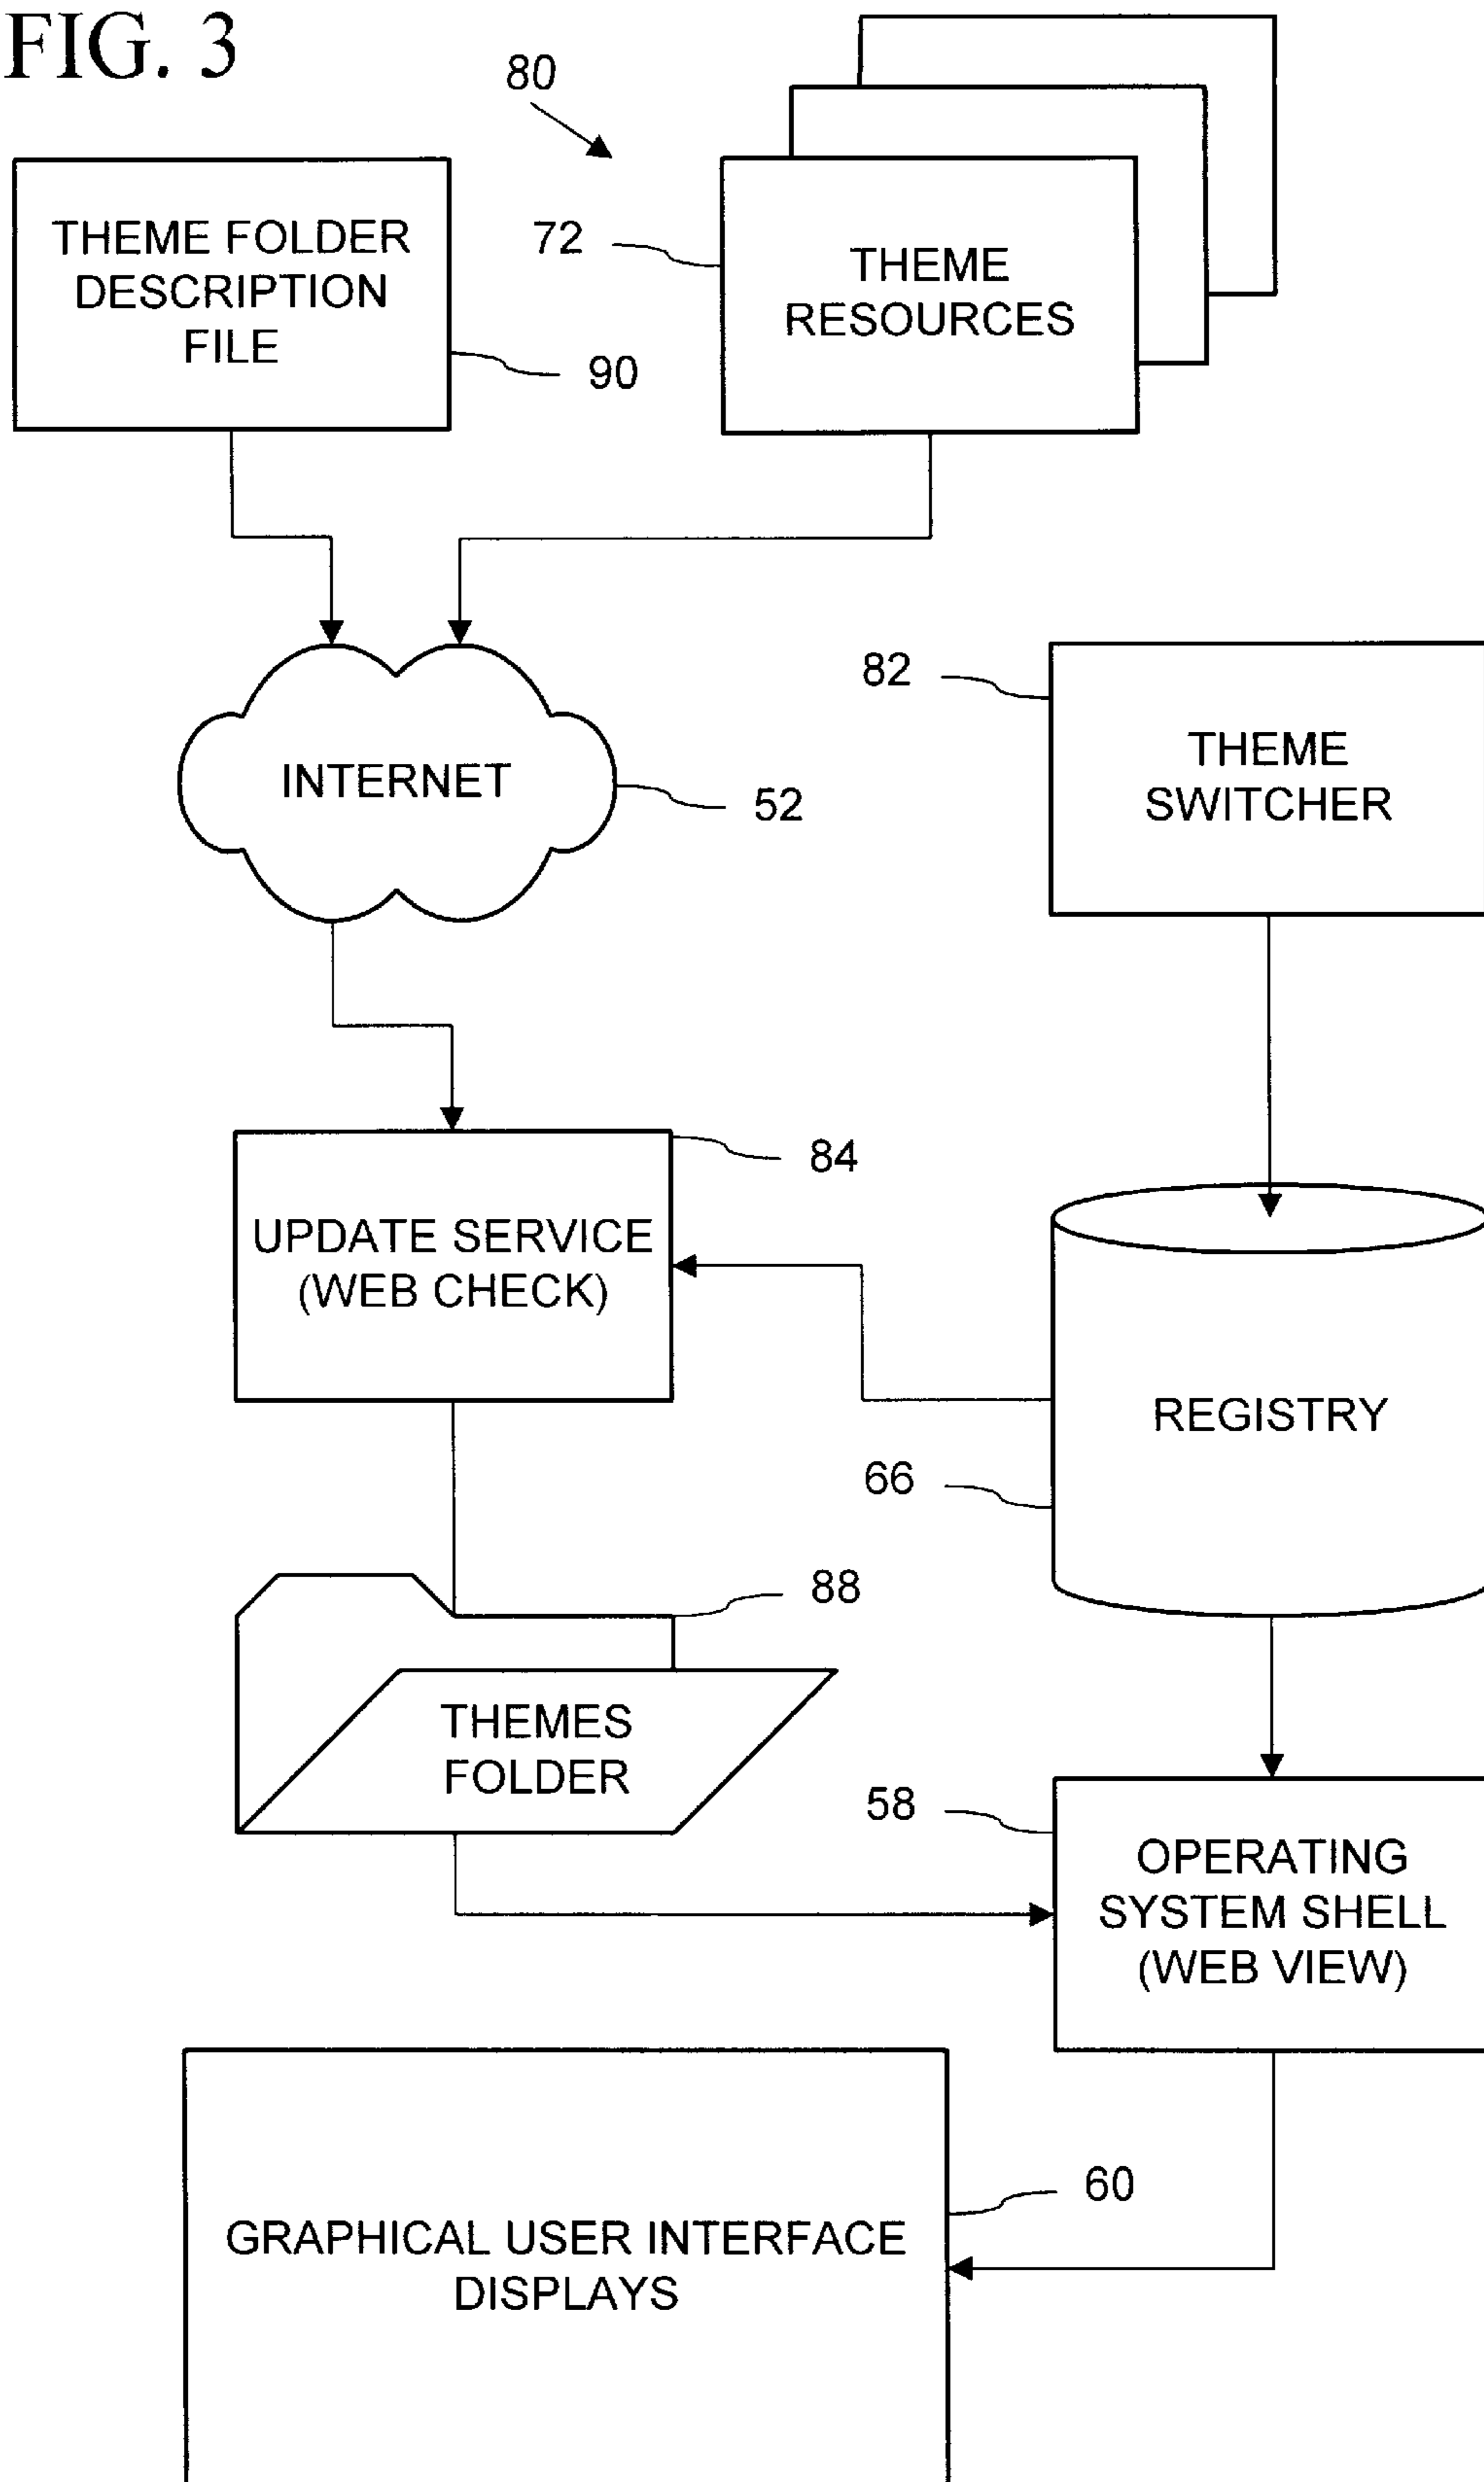 FIG. 3
80
THEME FOLDER
DESCRIPTION
FILE
90
72
THEME
RESOURCES
INTERNET
52
82
THEME
SWITCHER
84
UPDATE SERVICE
(WEB CHECK)
REGISTRY
66
88
THEMES
FOLDER
58
OPERATING
SYSTEM SHELL
(WEB VIEW)
60
GRAPHICAL USER INTERFACE
DISPLAYS